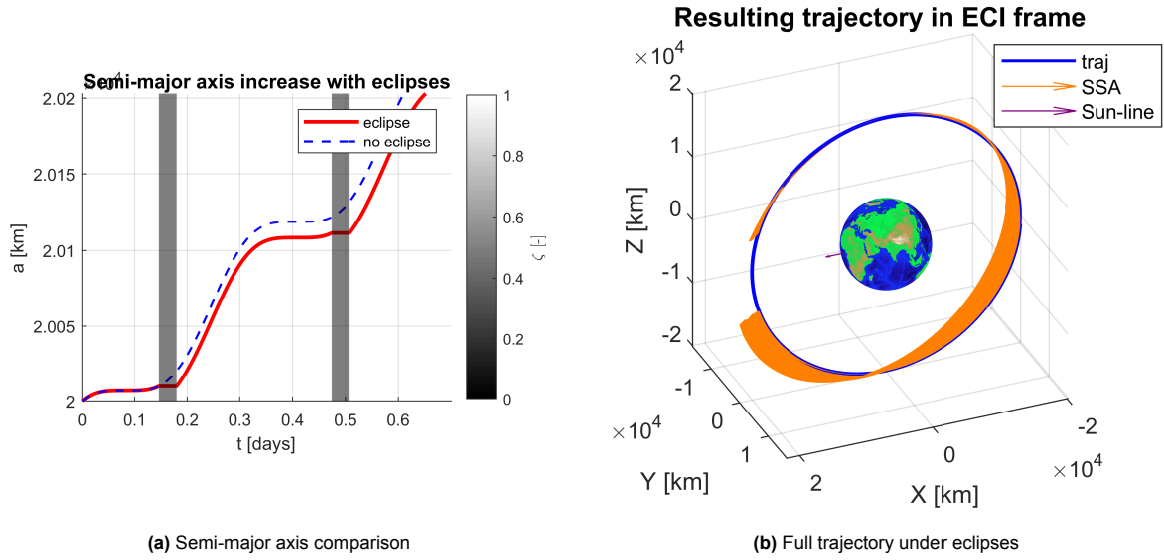 Semi-major axis increase with eclipses
2.02
2.015
2.01
2.005
2
0 0.1 0.2 0.3 0.4 0.5 0.6
a [km]
t [days]
eclipse
no eclipse
1
0.8
0.6
0.4
0.2
0
ζ [-]
(a) Semi-major axis comparison
Resulting trajectory in ECI frame
×10⁴
2
1
0
-1
-2
Z [km]
traj
SSA
Sun-line
-1
0
1
×10⁴
Y [km]
2 0 -2
×10⁴
X [km]
(b) Full trajectory under eclipses